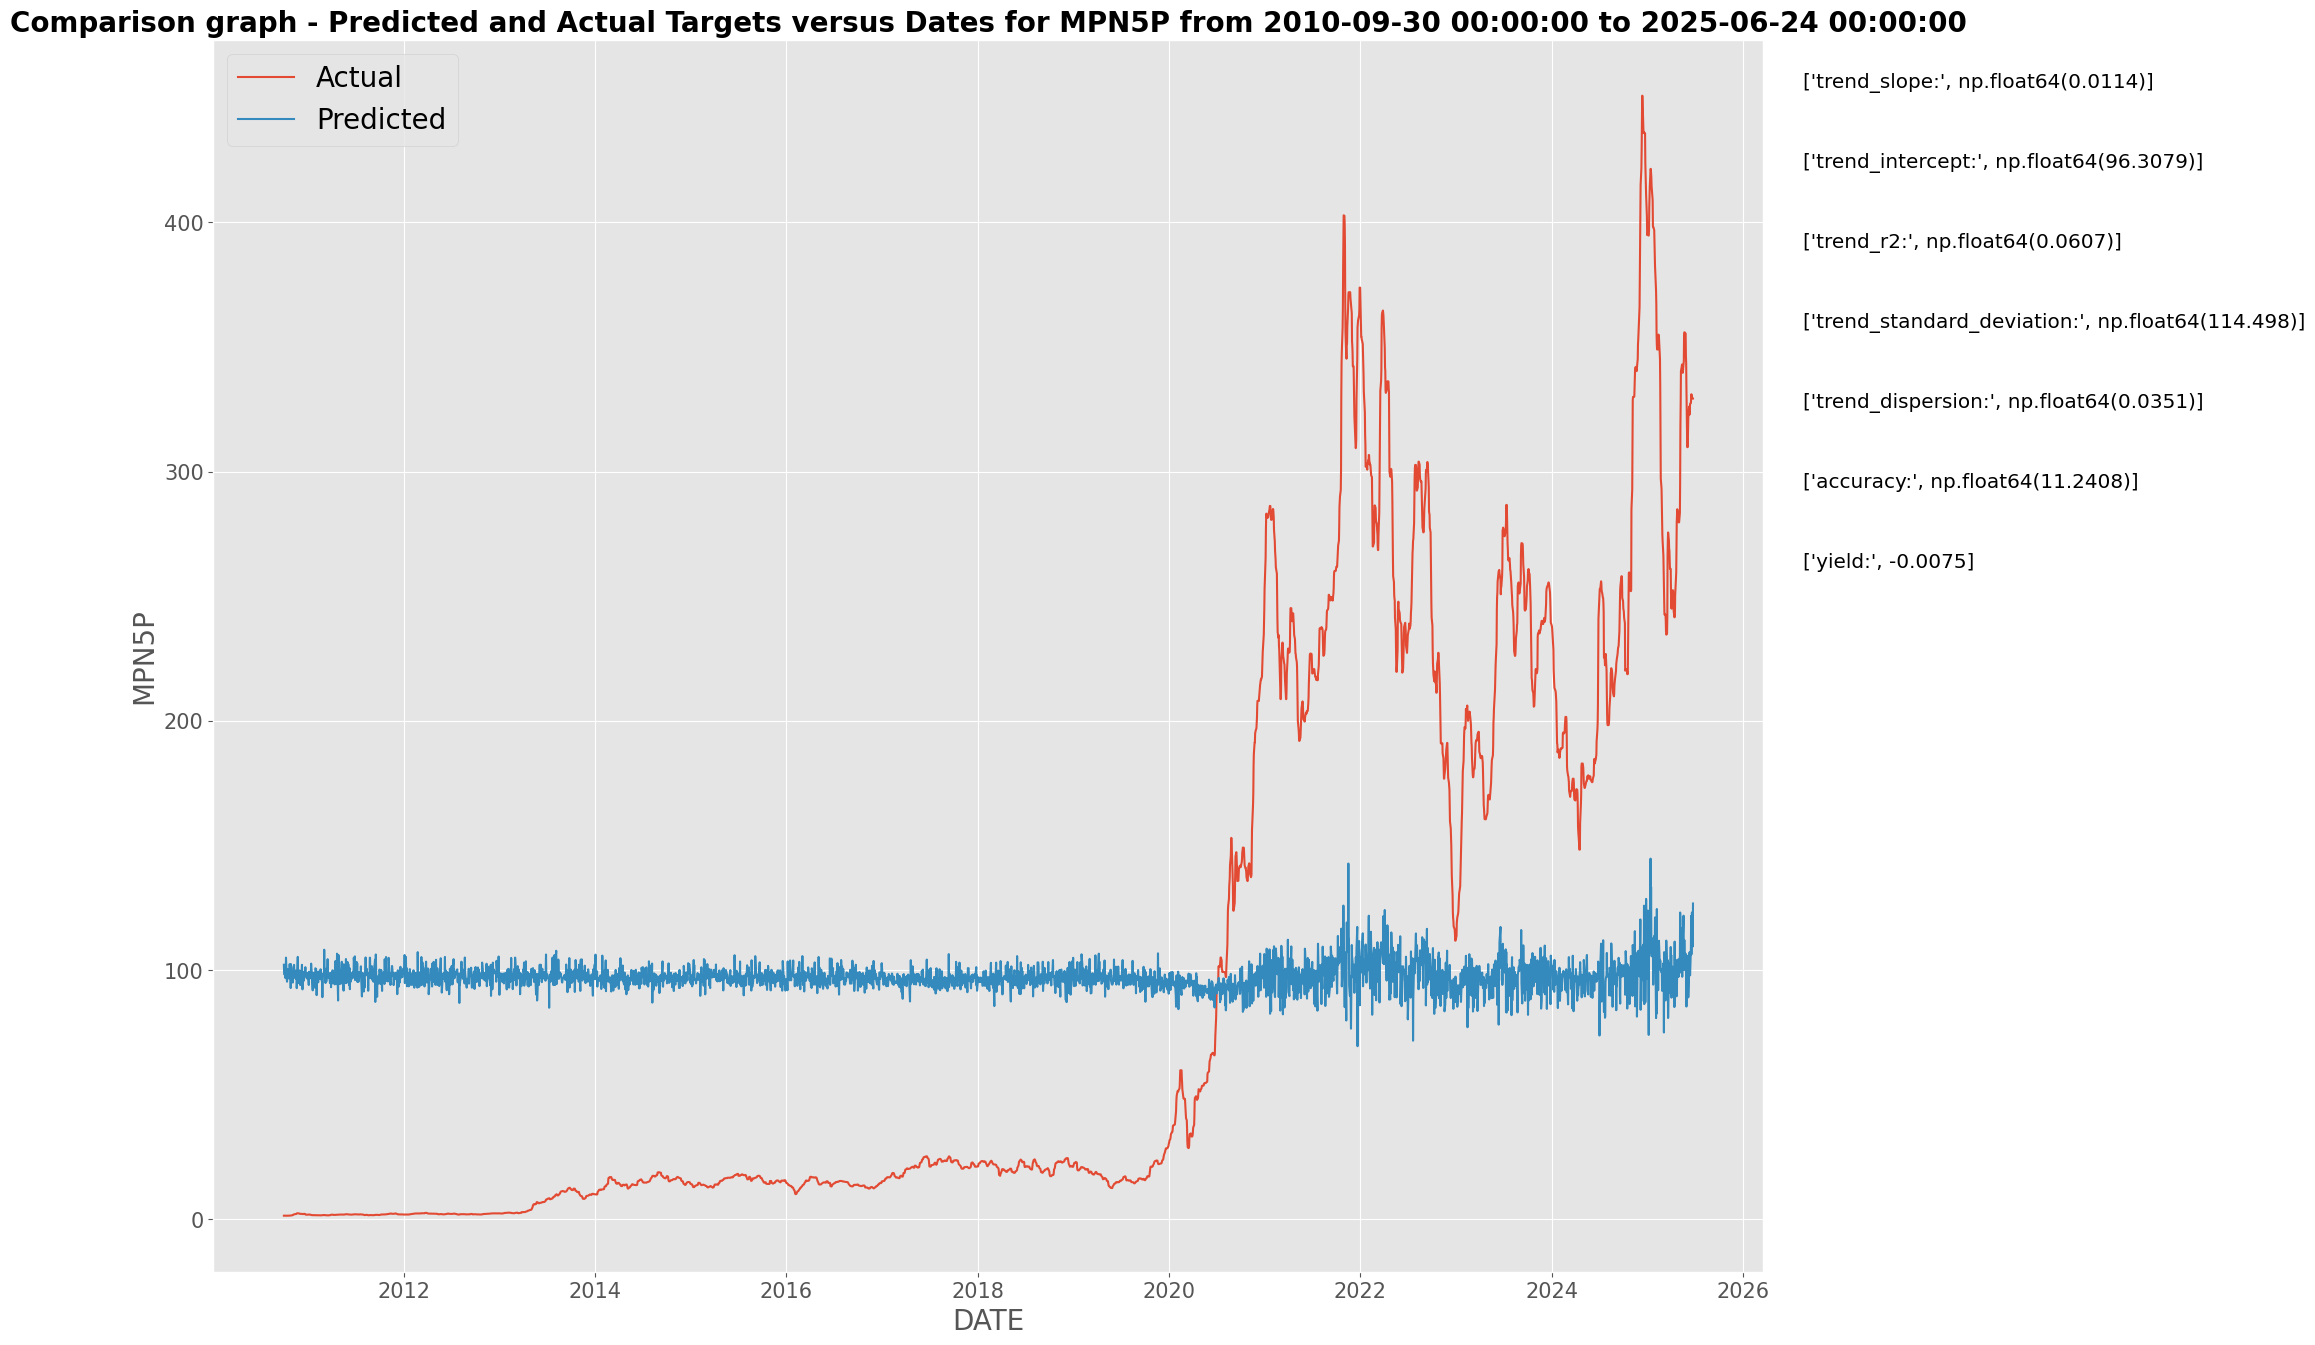 Comparison graph - Predicted and Actual Targets versus Dates for MPN5P from 2010-09-30 00:00:00 to 2025-06-24 00:00:00
Actual
Predicted
['trend_slope:', np.float64(0.0114)]
['trend_intercept:', np.float64(96.3079)]
['trend_r2:', np.float64(0.0607)]
['trend_standard_deviation:', np.float64(114.498)]
['trend_dispersion:', np.float64(0.0351)]
['accuracy:', np.float64(11.2408)]
['yield:', -0.0075]
MPN5P
400
300
200
100
0
2012
2014
2016
2018
2020
2022
2024
2026
DATE